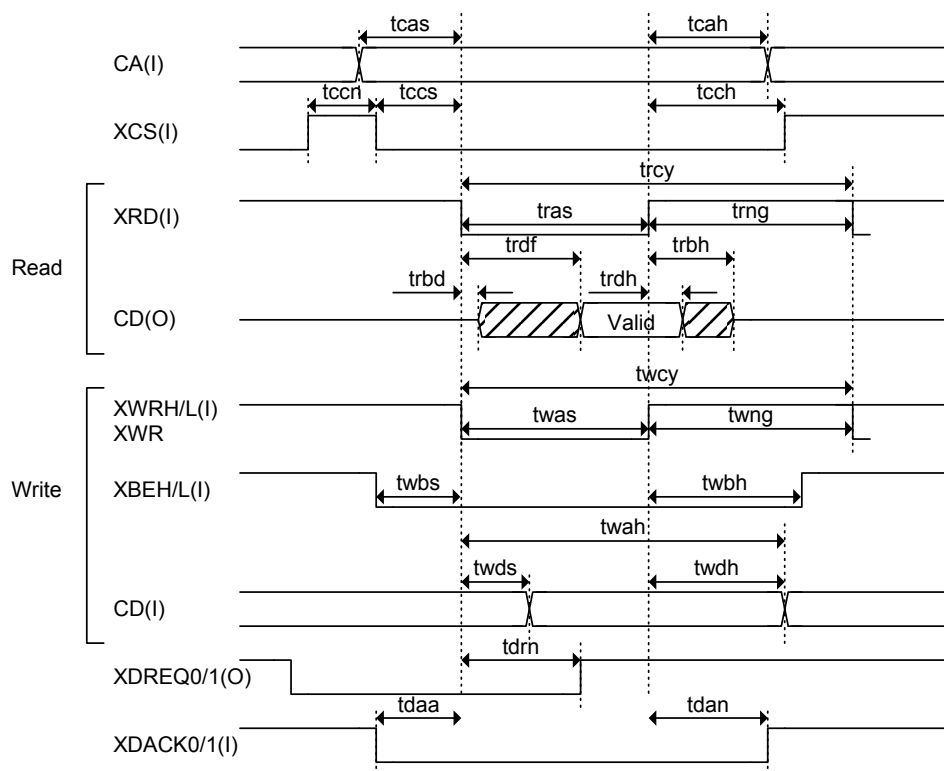 tcas tcah
CA(I)
tccn tccs tcch
XCS(I)
trcy
XRD(I)
tras trng
Read
trdf trbh
trbd trdh
CD(O)
Valid
twcy
XWRH/L(I)
twas twng
XWR
Write
XBEH/L(I)
twbs twbh
twah
twds twdh
CD(I)
tdrn
XDREQ0/1(O)
tdaa tdan
XDACK0/1(I)